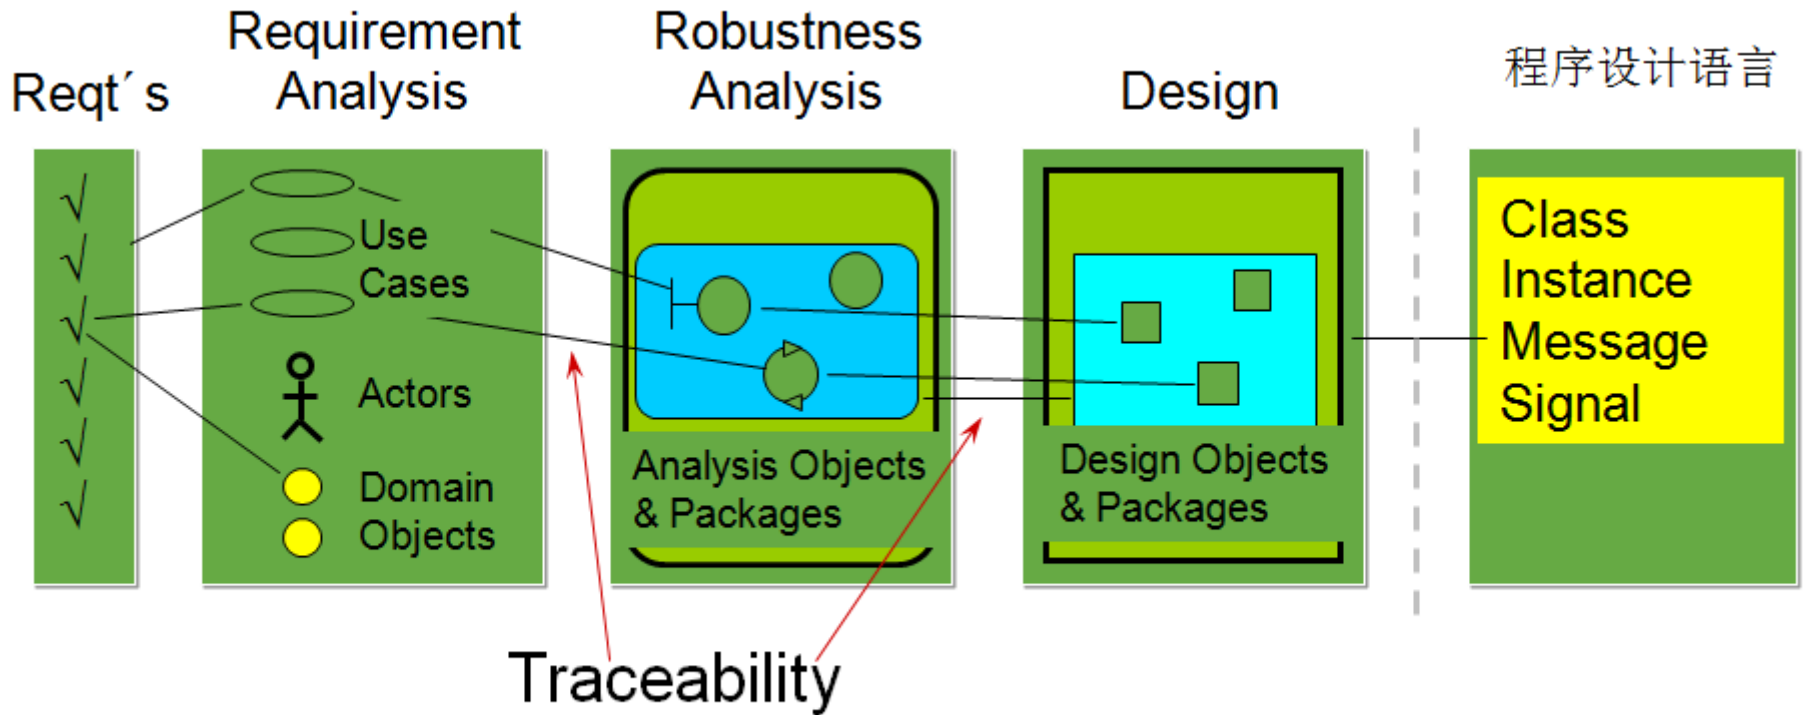 Reqt´s
Requirement
Analysis
Robustness
Analysis
Design
程序设计语言
√
√
√
√
√
√
Use
Cases
Actors
Domain
Objects
Analysis Objects
& Packages
Design Objects
& Packages
Class
Instance
Message
Signal
Traceability